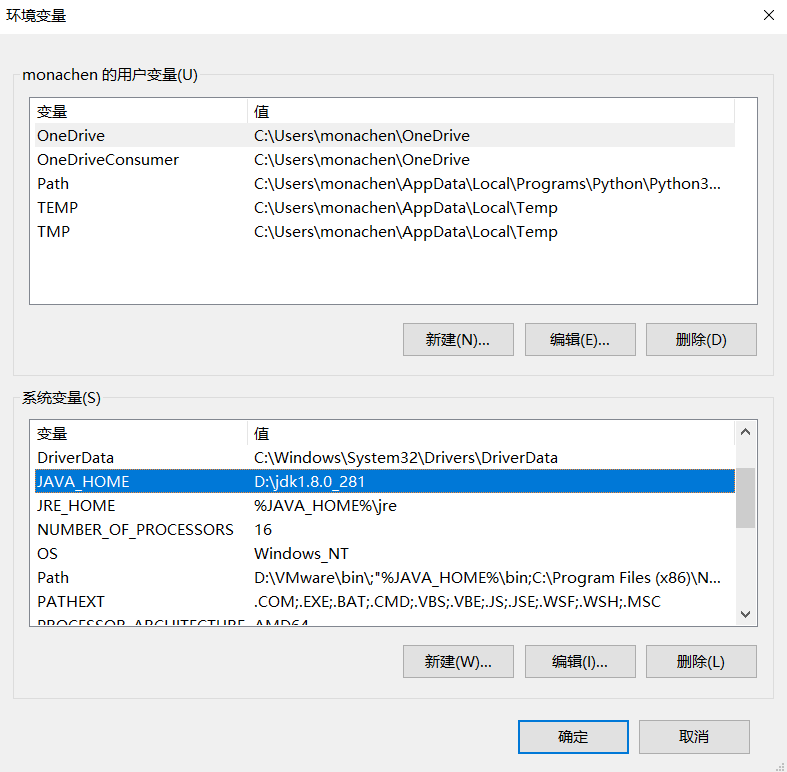 环境变量
monachen 的用户变量(U)
变量 值
OneDrive C:\Users\monachen\OneDrive
OneDriveConsumer C:\Users\monachen\OneDrive
Path C:\Users\monachen\AppData\Local\Programs\Python\Python3...
TEMP C:\Users\monachen\AppData\Local\Temp
TMP C:\Users\monachen\AppData\Local\Temp
新建(N)... 编辑(E)... 删除(D)
系统变量(S)
变量 值
DriverData C:\Windows\System32\Drivers\DriverData
JAVA_HOME D:\jdk1.8.0_281
JRE_HOME %JAVA_HOME%\jre
NUMBER_OF_PROCESSORS 16
OS Windows_NT
Path D:\VMware\bin\;"%JAVA_HOME%\bin;C:\Program Files (x86)\N...
PATHEXT .COM;.EXE;.BAT;.CMD;.VBS;.VBE;.JS;.JSE;.WSF;.WSH;.MSC
PROCESSOR_ARCHITECTURE AMD64
新建(W)... 编辑(I)... 删除(L)
确定 取消